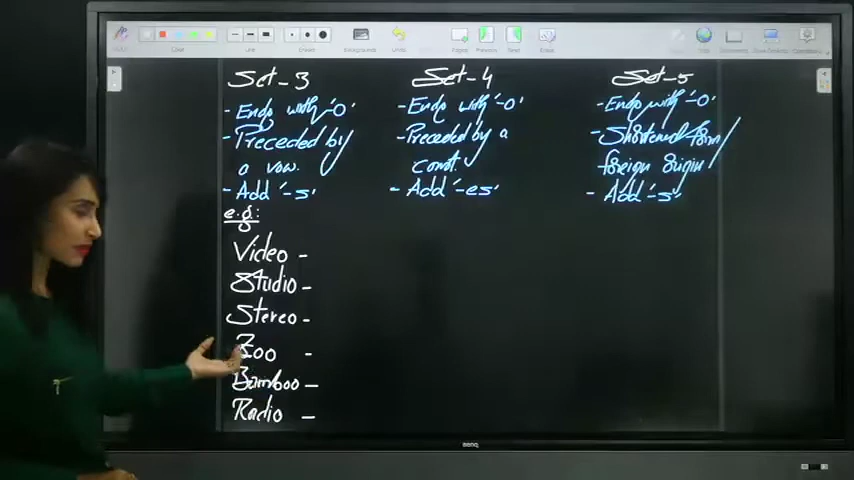 Set-3
- Ends with '-o'
- Preceded by
a vow.
- Add '-s'
e.g:
Video -
Studio -
Stereo -
Zoo -
Bamboo -
Radio -
Set-4
- Ends with '-o'
- Preceded by a
const.
- Add '-es'
Set-5
- Ends with '-o'
- Shortened form/
foreign origin
- Add '-s'
BenQ